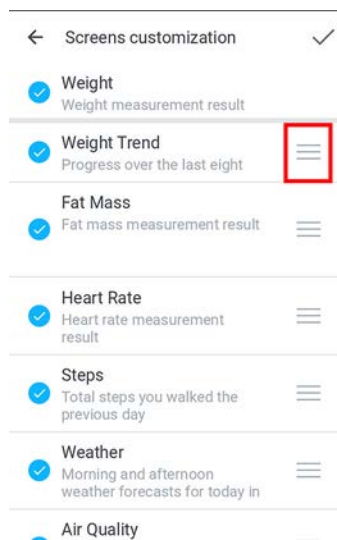 Screens customization
Weight
Weight measurement result
Weight Trend
Progress over the last eight
Fat Mass
Fat mass measurement result
Heart Rate
Heart rate measurement
result
Steps
Total steps you walked the
previous day
Weather
Morning and afternoon
weather forecasts for today in
Air Quality